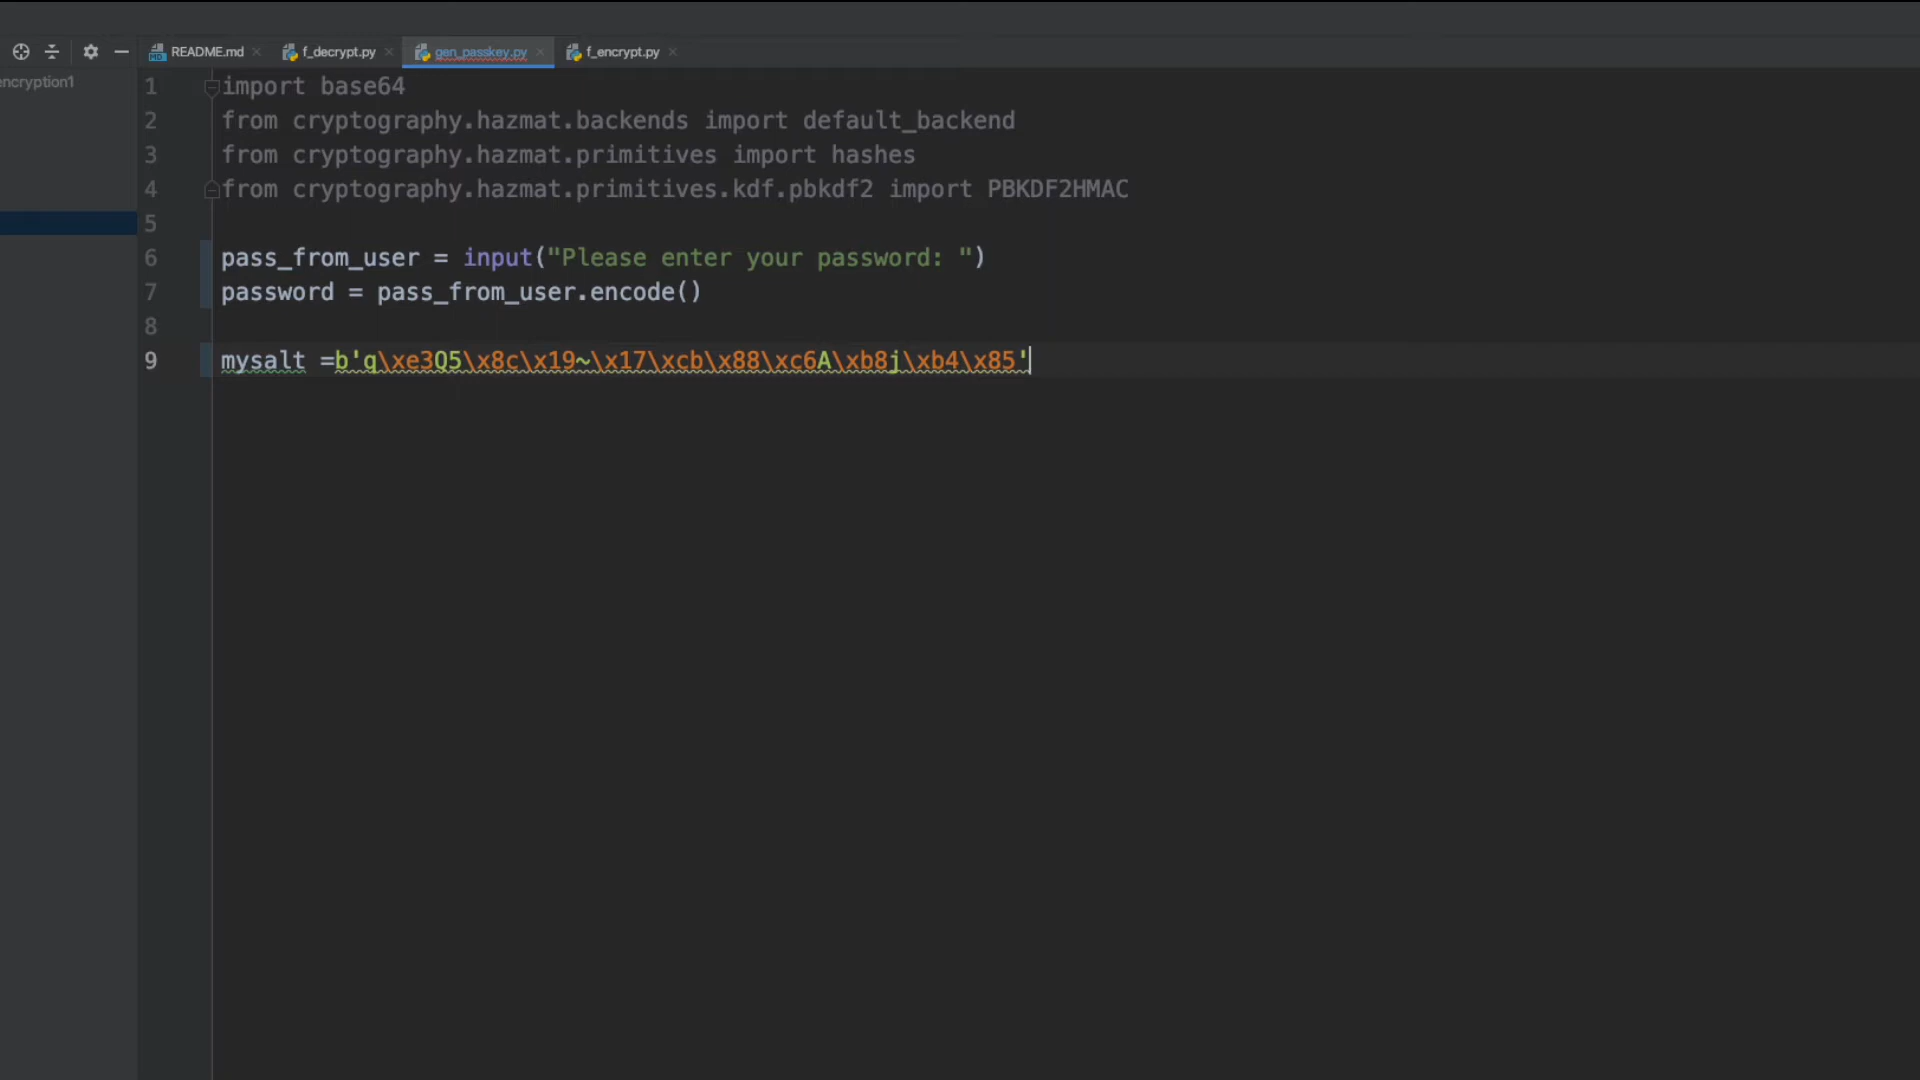 README.md f_decrypt.py gen_passkey.py f_encrypt.py
encryption1
1 import base64
2 from cryptography.hazmat.backends import default_backend
3 from cryptography.hazmat.primitives import hashes
4 from cryptography.hazmat.primitives.kdf.pbkdf2 import PBKDF2HMAC
5
6 pass_from_user = input("Please enter your password: ")
7 password = pass_from_user.encode()
8
9 mysalt =b'q\xe3Q5\x8c\x19~\x17\xcb\x88\xc6A\xb8j\xb4\x85'